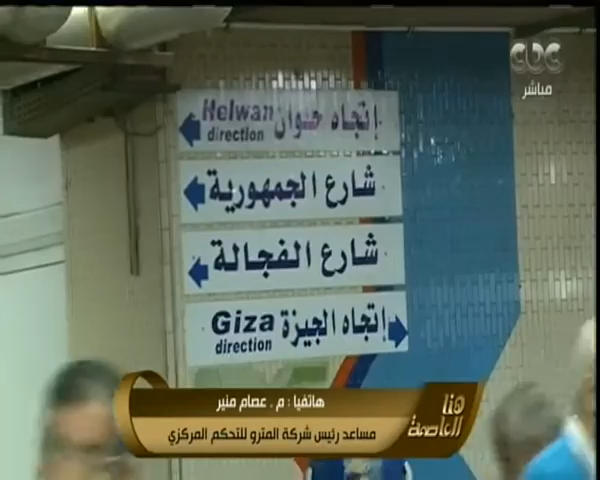 cbc
مباشر
Helwan إتجاه حلوان
direction
شارع الجمهورية
شارع الفجالة
Giza إتجاه الجيزة
direction
هنا العاصمة
هاتفيا : م . عصام منير
مساعد رئيس شركة المترو للتحكم المركزي